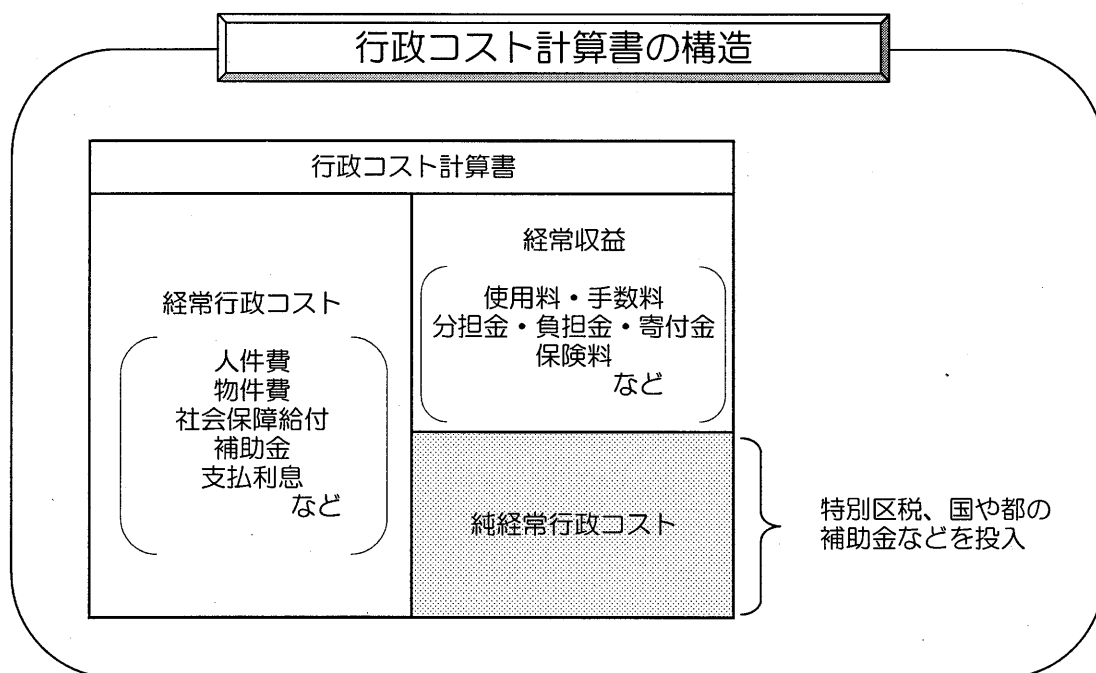 行政コスト計算書の構造
行政コスト計算書
経常行政コスト
人件費
物件費
社会保障給付
補助金
支払利息
など
経常収益
使用料・手数料
分担金・負担金・寄付金
保険料
など
純経常行政コスト
特別区税、国や都の
補助金などを投入